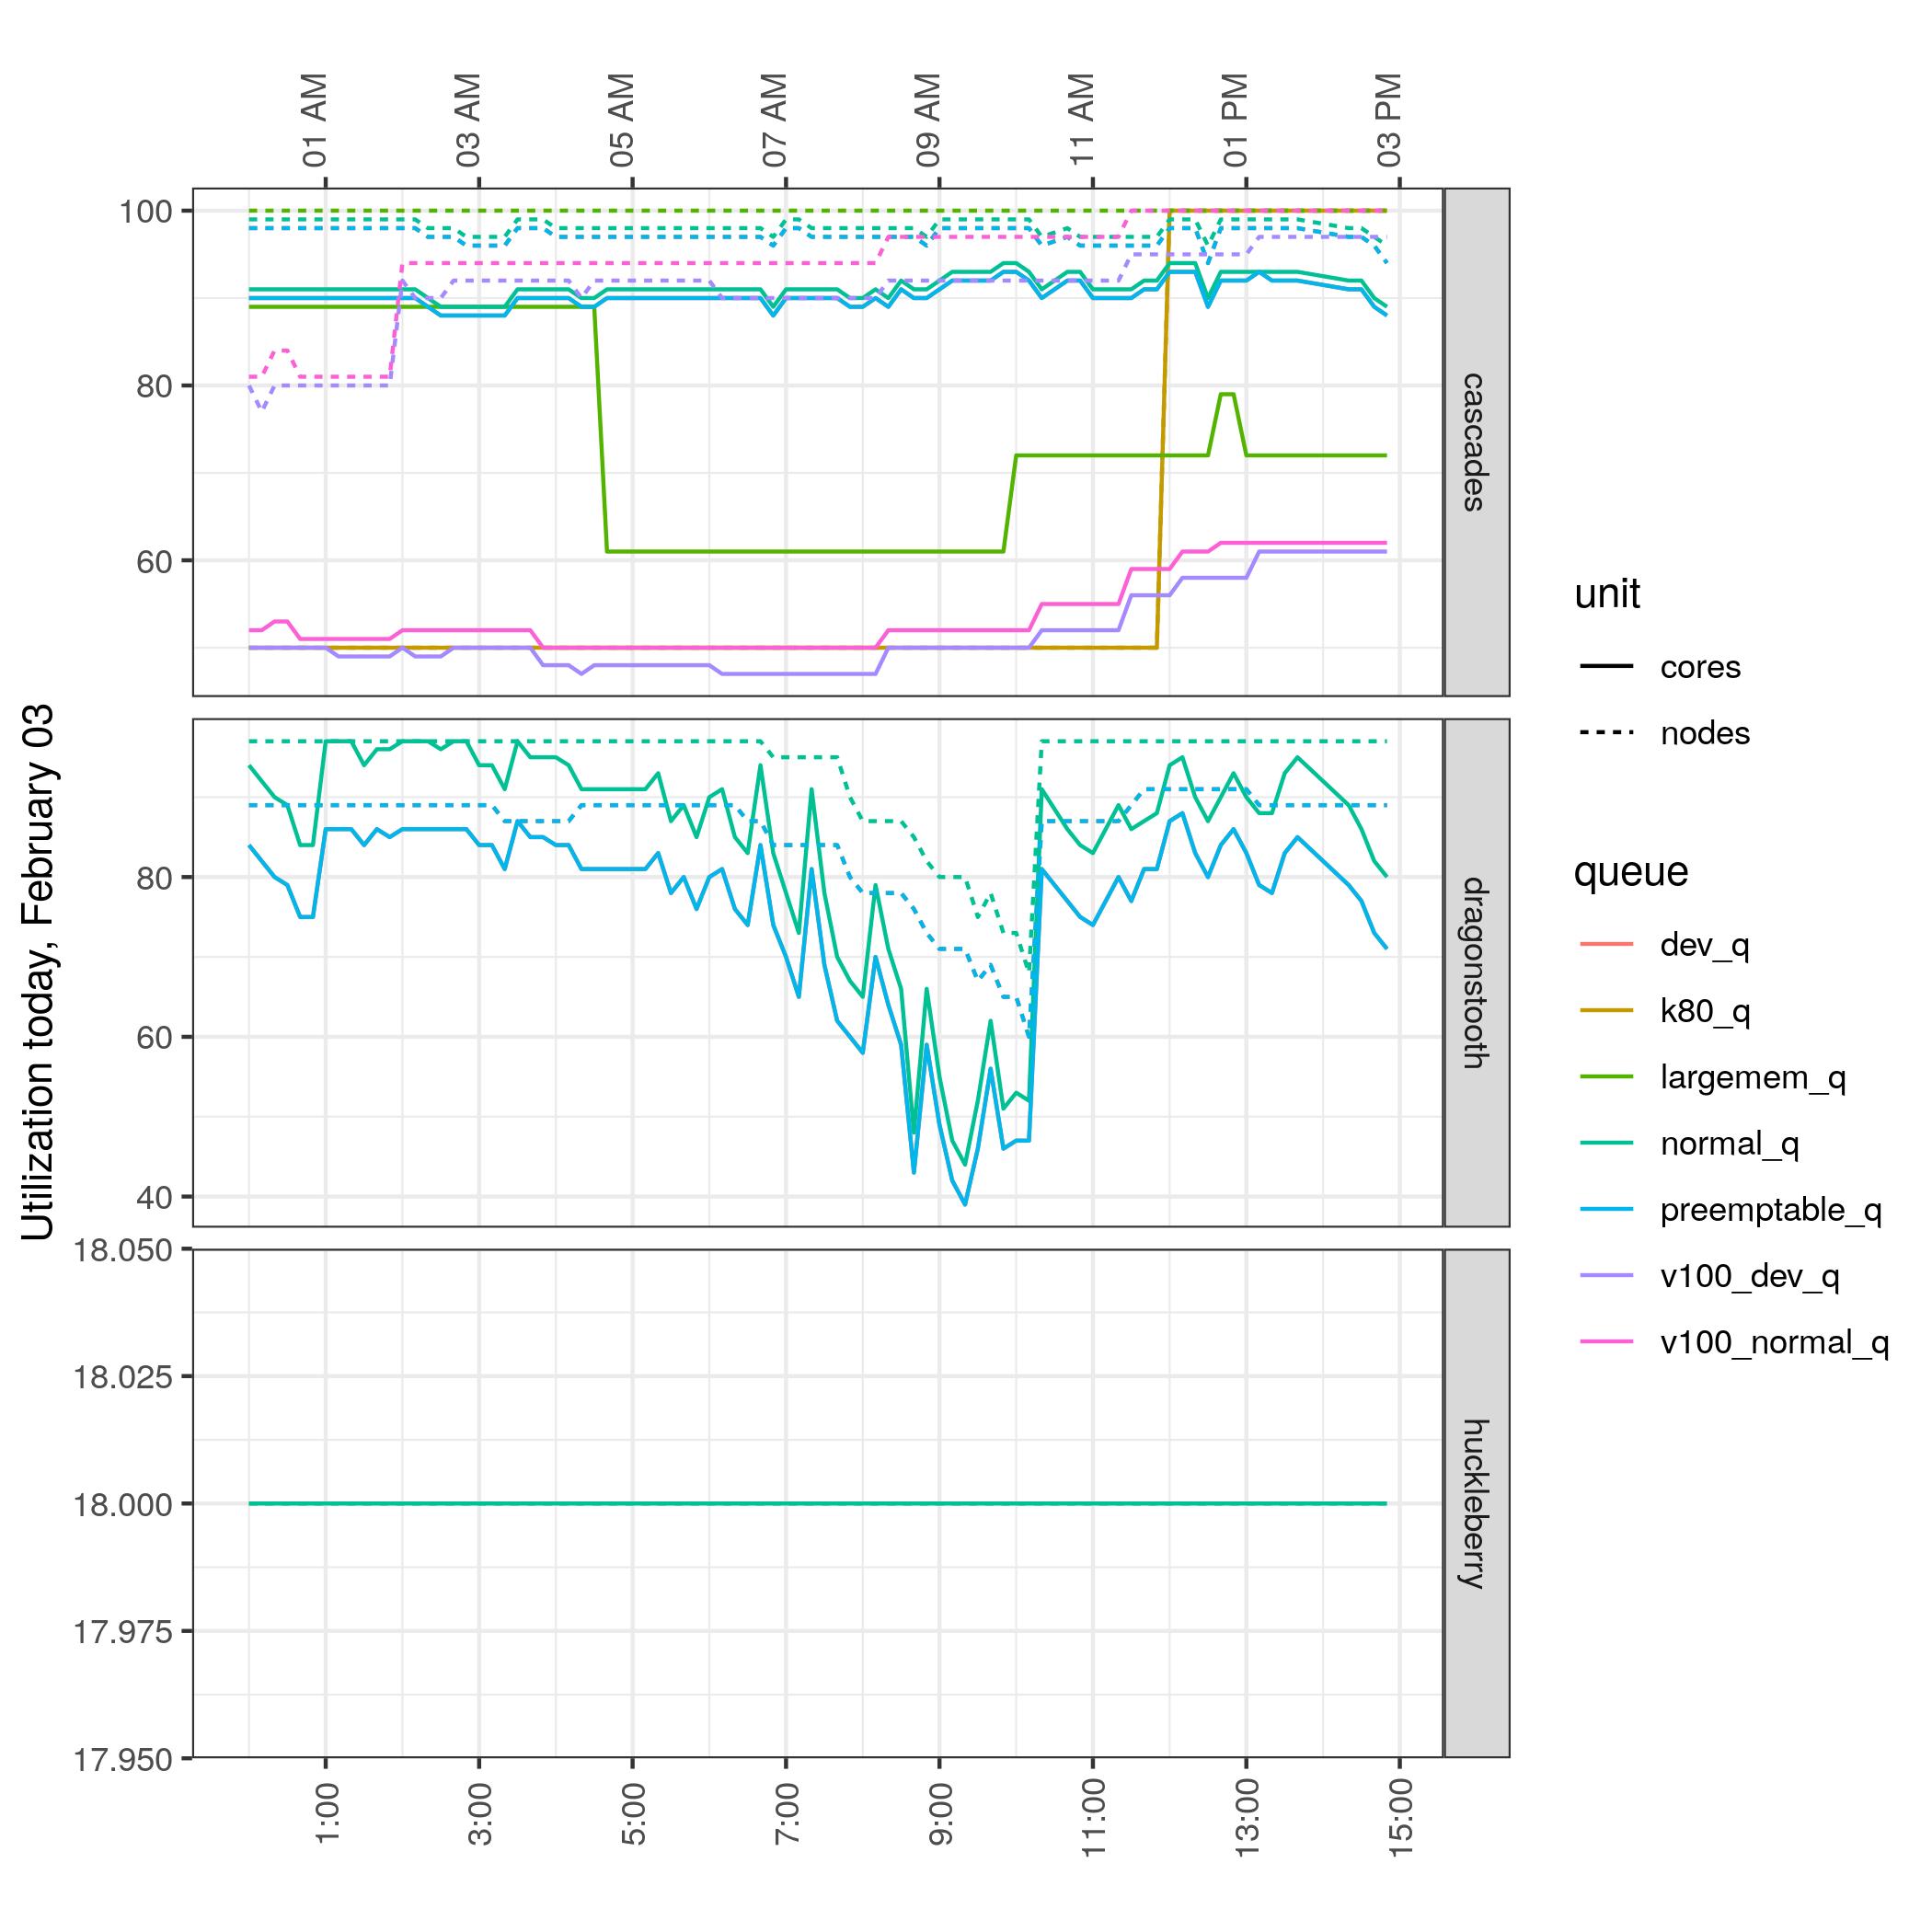 01 AM
03 AM
05 AM
07 AM
09 AM
11 AM
01 PM
03 PM
Utilization today, February 03
100
80
60
cascades
80
60
40
dragonstooth
18.050
18.025
18.000
17.975
17.950
huckleberry
1:00
3:00
5:00
7:00
9:00
11:00
13:00
15:00
unit
cores
nodes
queue
dev_q
k80_q
largemem_q
normal_q
preemptable_q
v100_dev_q
v100_normal_q